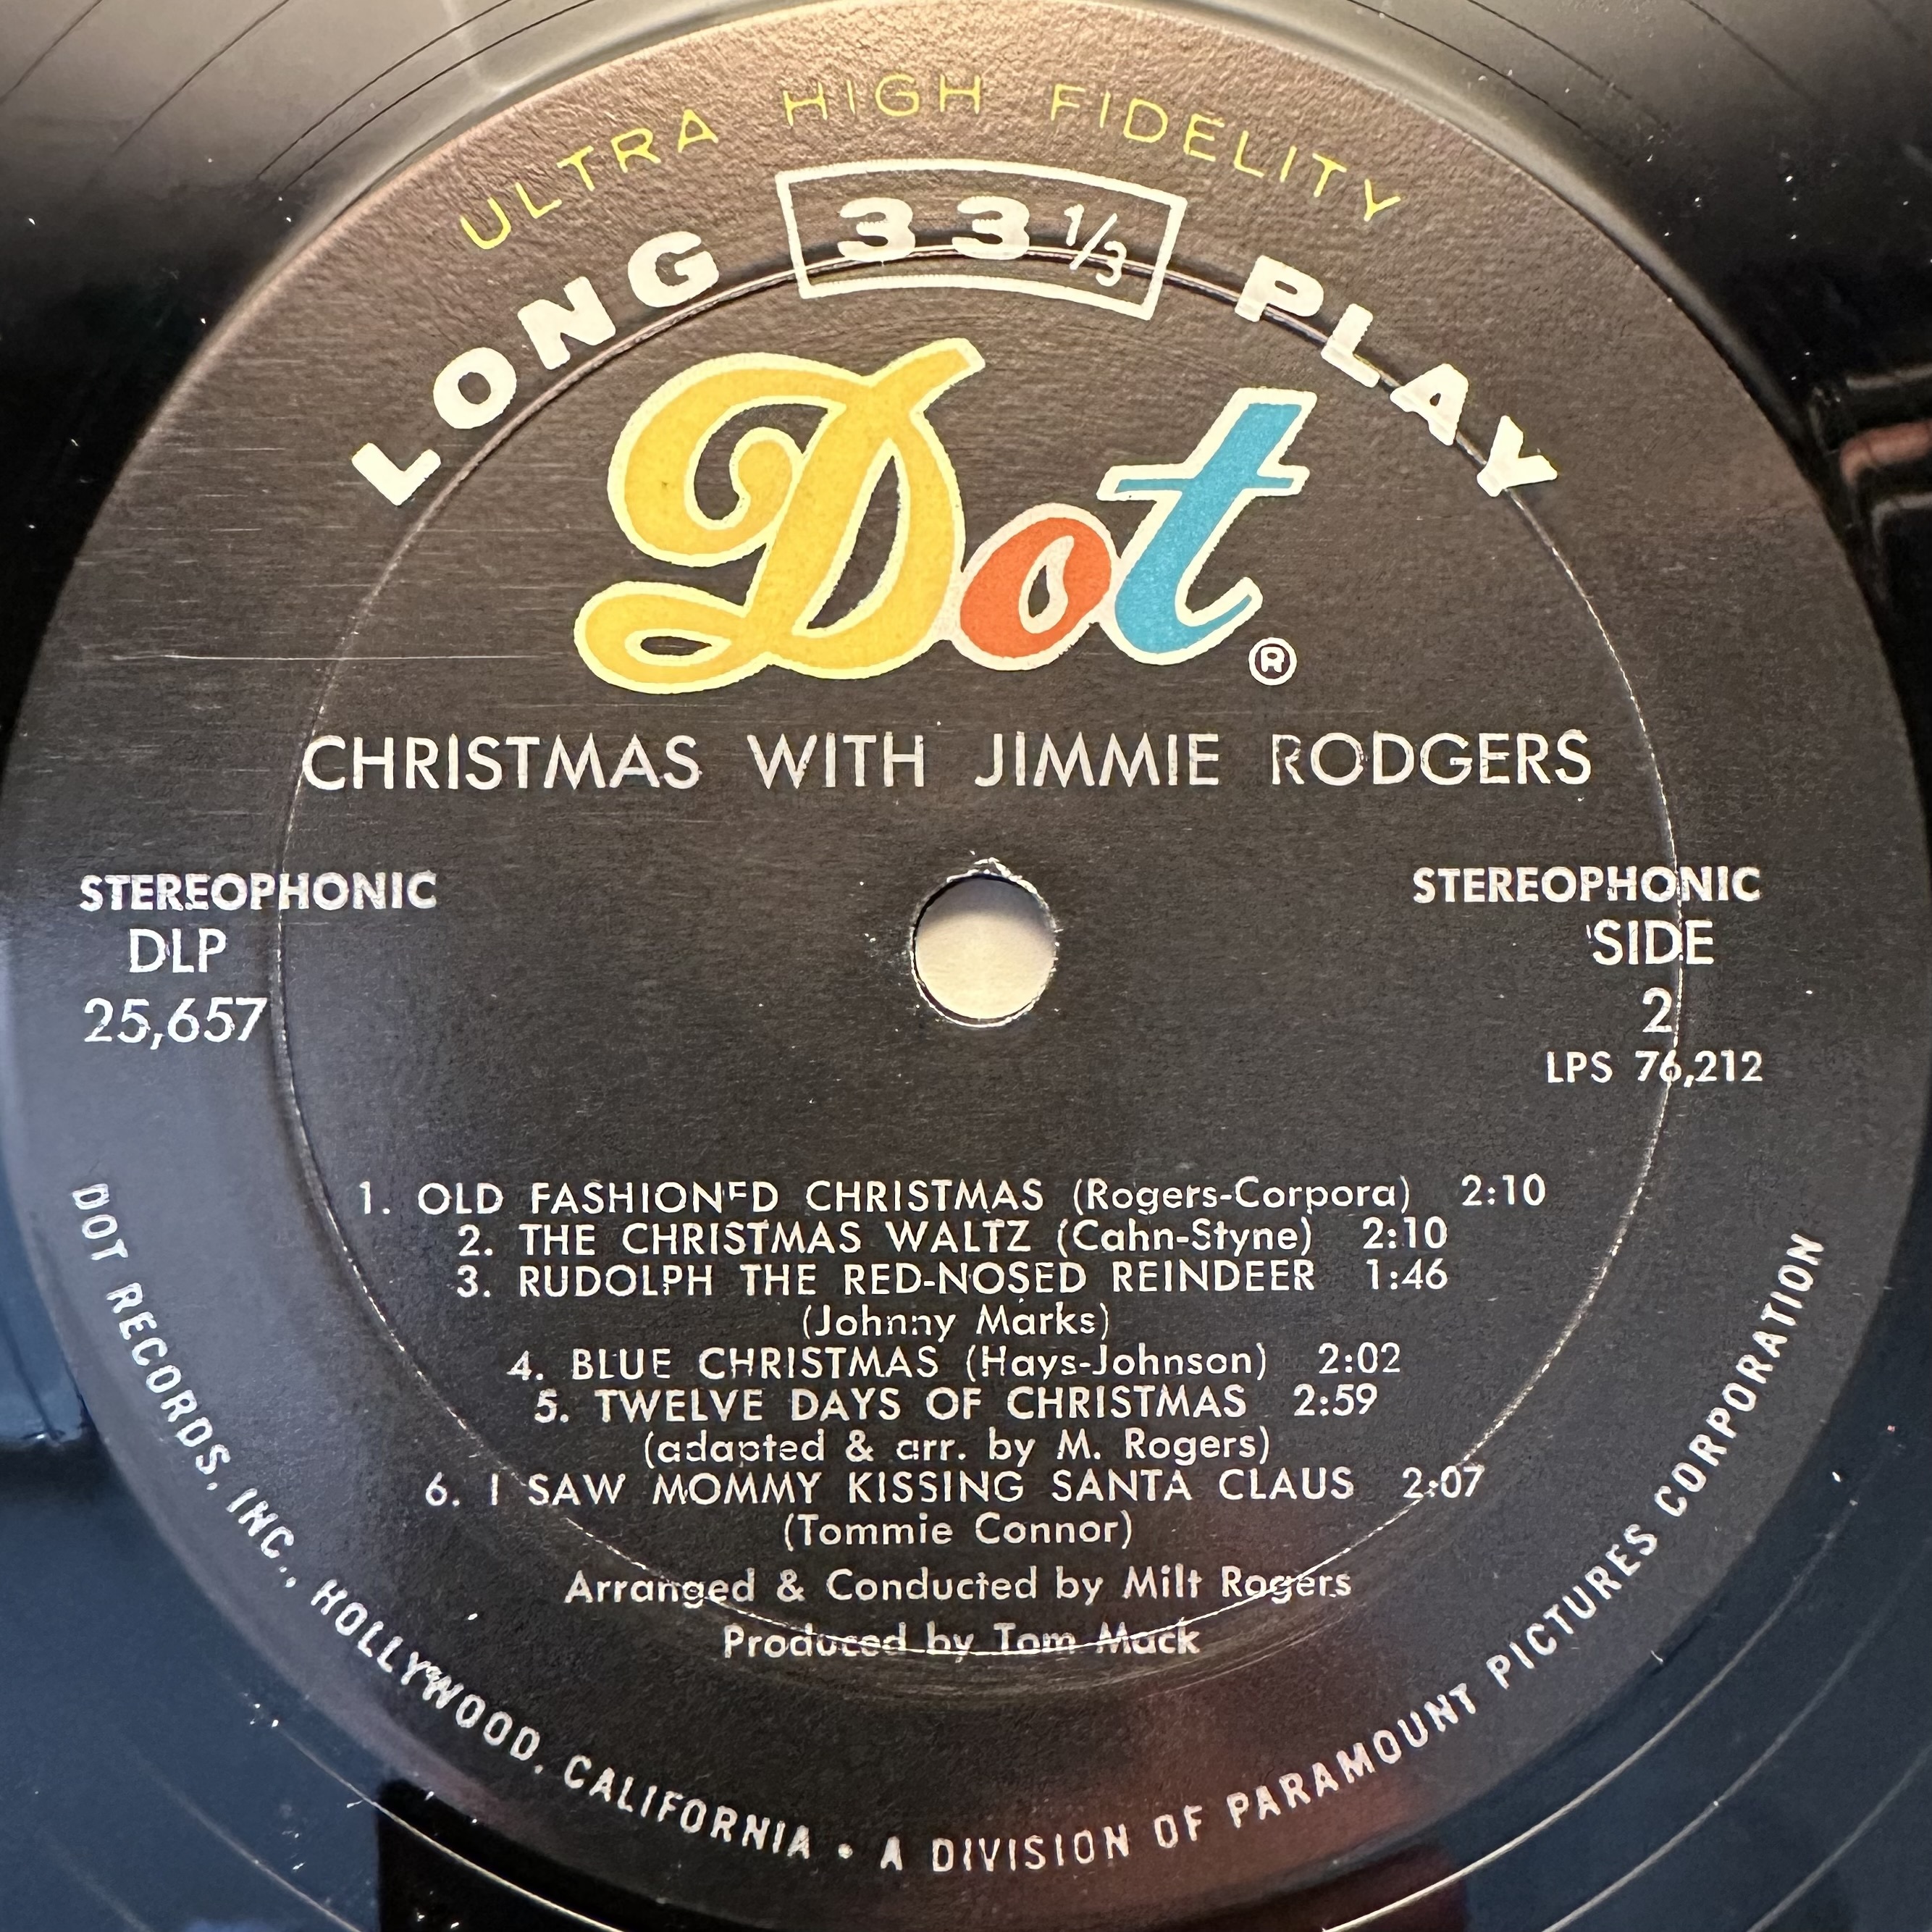 ULTRA HIGH FIDELITY
LONG 33 1/3 PLAY
Dot®
CHRISTMAS WITH JIMMIE RODGERS
STEREOPHONIC
DLP
25,657
STEREOPHONIC
SIDE
2
LPS 76,212
1. OLD FASHIONED CHRISTMAS (Rogers-Corpora) 2:10
2. THE CHRISTMAS WALTZ (Cahn-Styne) 2:10
3. RUDOLPH THE RED-NOSED REINDEER 1:46
(Johnny Marks)
4. BLUE CHRISTMAS (Hays-Johnson) 2:02
5. TWELVE DAYS OF CHRISTMAS 2:59
(adapted & arr. by M. Rogers)
6. I SAW MOMMY KISSING SANTA CLAUS 2:07
(Tommie Connor)
Arranged & Conducted by Milt Rogers
Produced by Tom Mack
DOT RECORDS, INC., HOLLYWOOD, CALIFORNIA • A DIVISION OF PARAMOUNT PICTURES CORPORATION